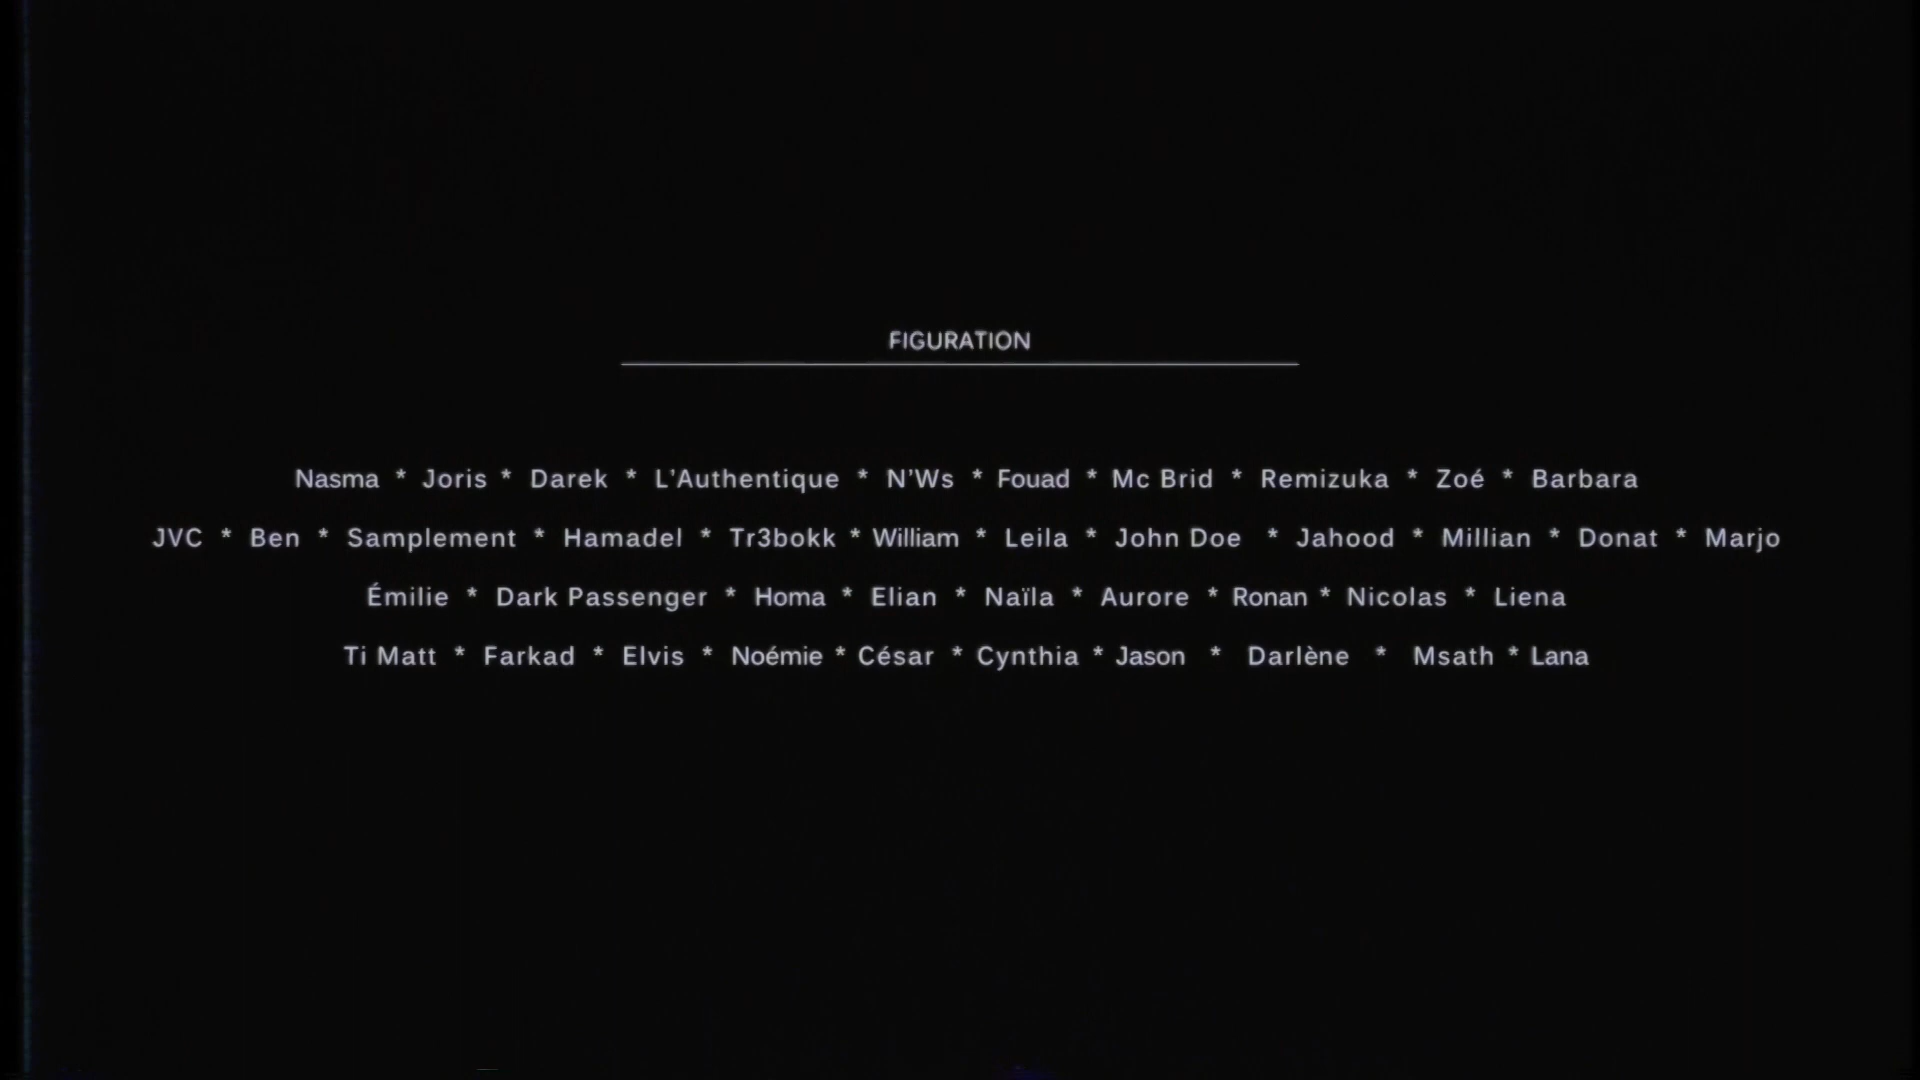 FIGURATION
Nasma * Joris * Darek * L’Authentique * N’Ws * Fouad * Mc Brid * Remizuka * Zoé * Barbara
JVC * Ben * Samplement * Hamadel * Tr3bokk * William * Leila * John Doe * Jahood * Millian * Donat * Marjo
Émilie * Dark Passenger * Homa * Elian * Naïla * Aurore * Ronan * Nicolas * Liena
Ti Matt * Farkad * Elvis * Noémie * César * Cynthia * Jason * Darlène * Msath * Lana